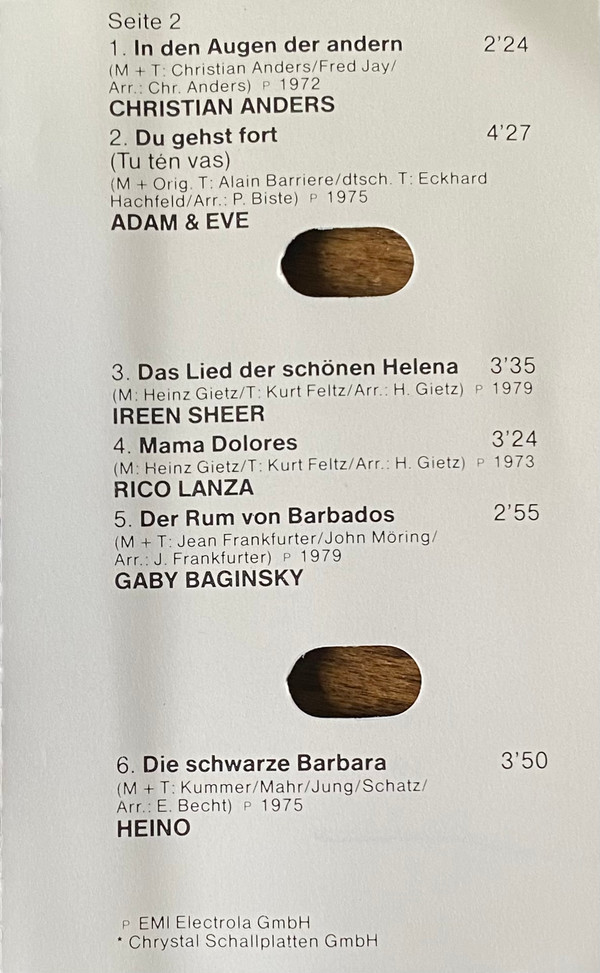 Seite 2
1. In den Augen der andern 2'24
(M + T: Christian Anders/Fred Jay/
Arr.: Chr. Anders) P 1972
CHRISTIAN ANDERS
2. Du gehst fort 4'27
(Tu tén vas)
(M + Orig. T: Alain Barriere/dtsch. T: Eckhard
Hachfeld/Arr.: P. Biste) P 1975
ADAM & EVE
3. Das Lied der schönen Helena 3'35
(M: Heinz Gietz/T: Kurt Feltz/Arr.: H. Gietz) P 1979
IREEN SHEER
4. Mama Dolores 3'24
(M: Heinz Gietz/T: Kurt Feltz/Arr.: H. Gietz) P 1973
RICO LANZA
5. Der Rum von Barbados 2'55
(M + T: Jean Frankfurter/John Möring/
Arr.: J. Frankfurter) P 1979
GABY BAGINSKY
6. Die schwarze Barbara 3'50
(M + T: Kummer/Mahr/Jung/Schatz/
Arr.: E. Becht) P 1975
HEINO
P EMI Electrola GmbH
* Chrystal Schallplatten GmbH